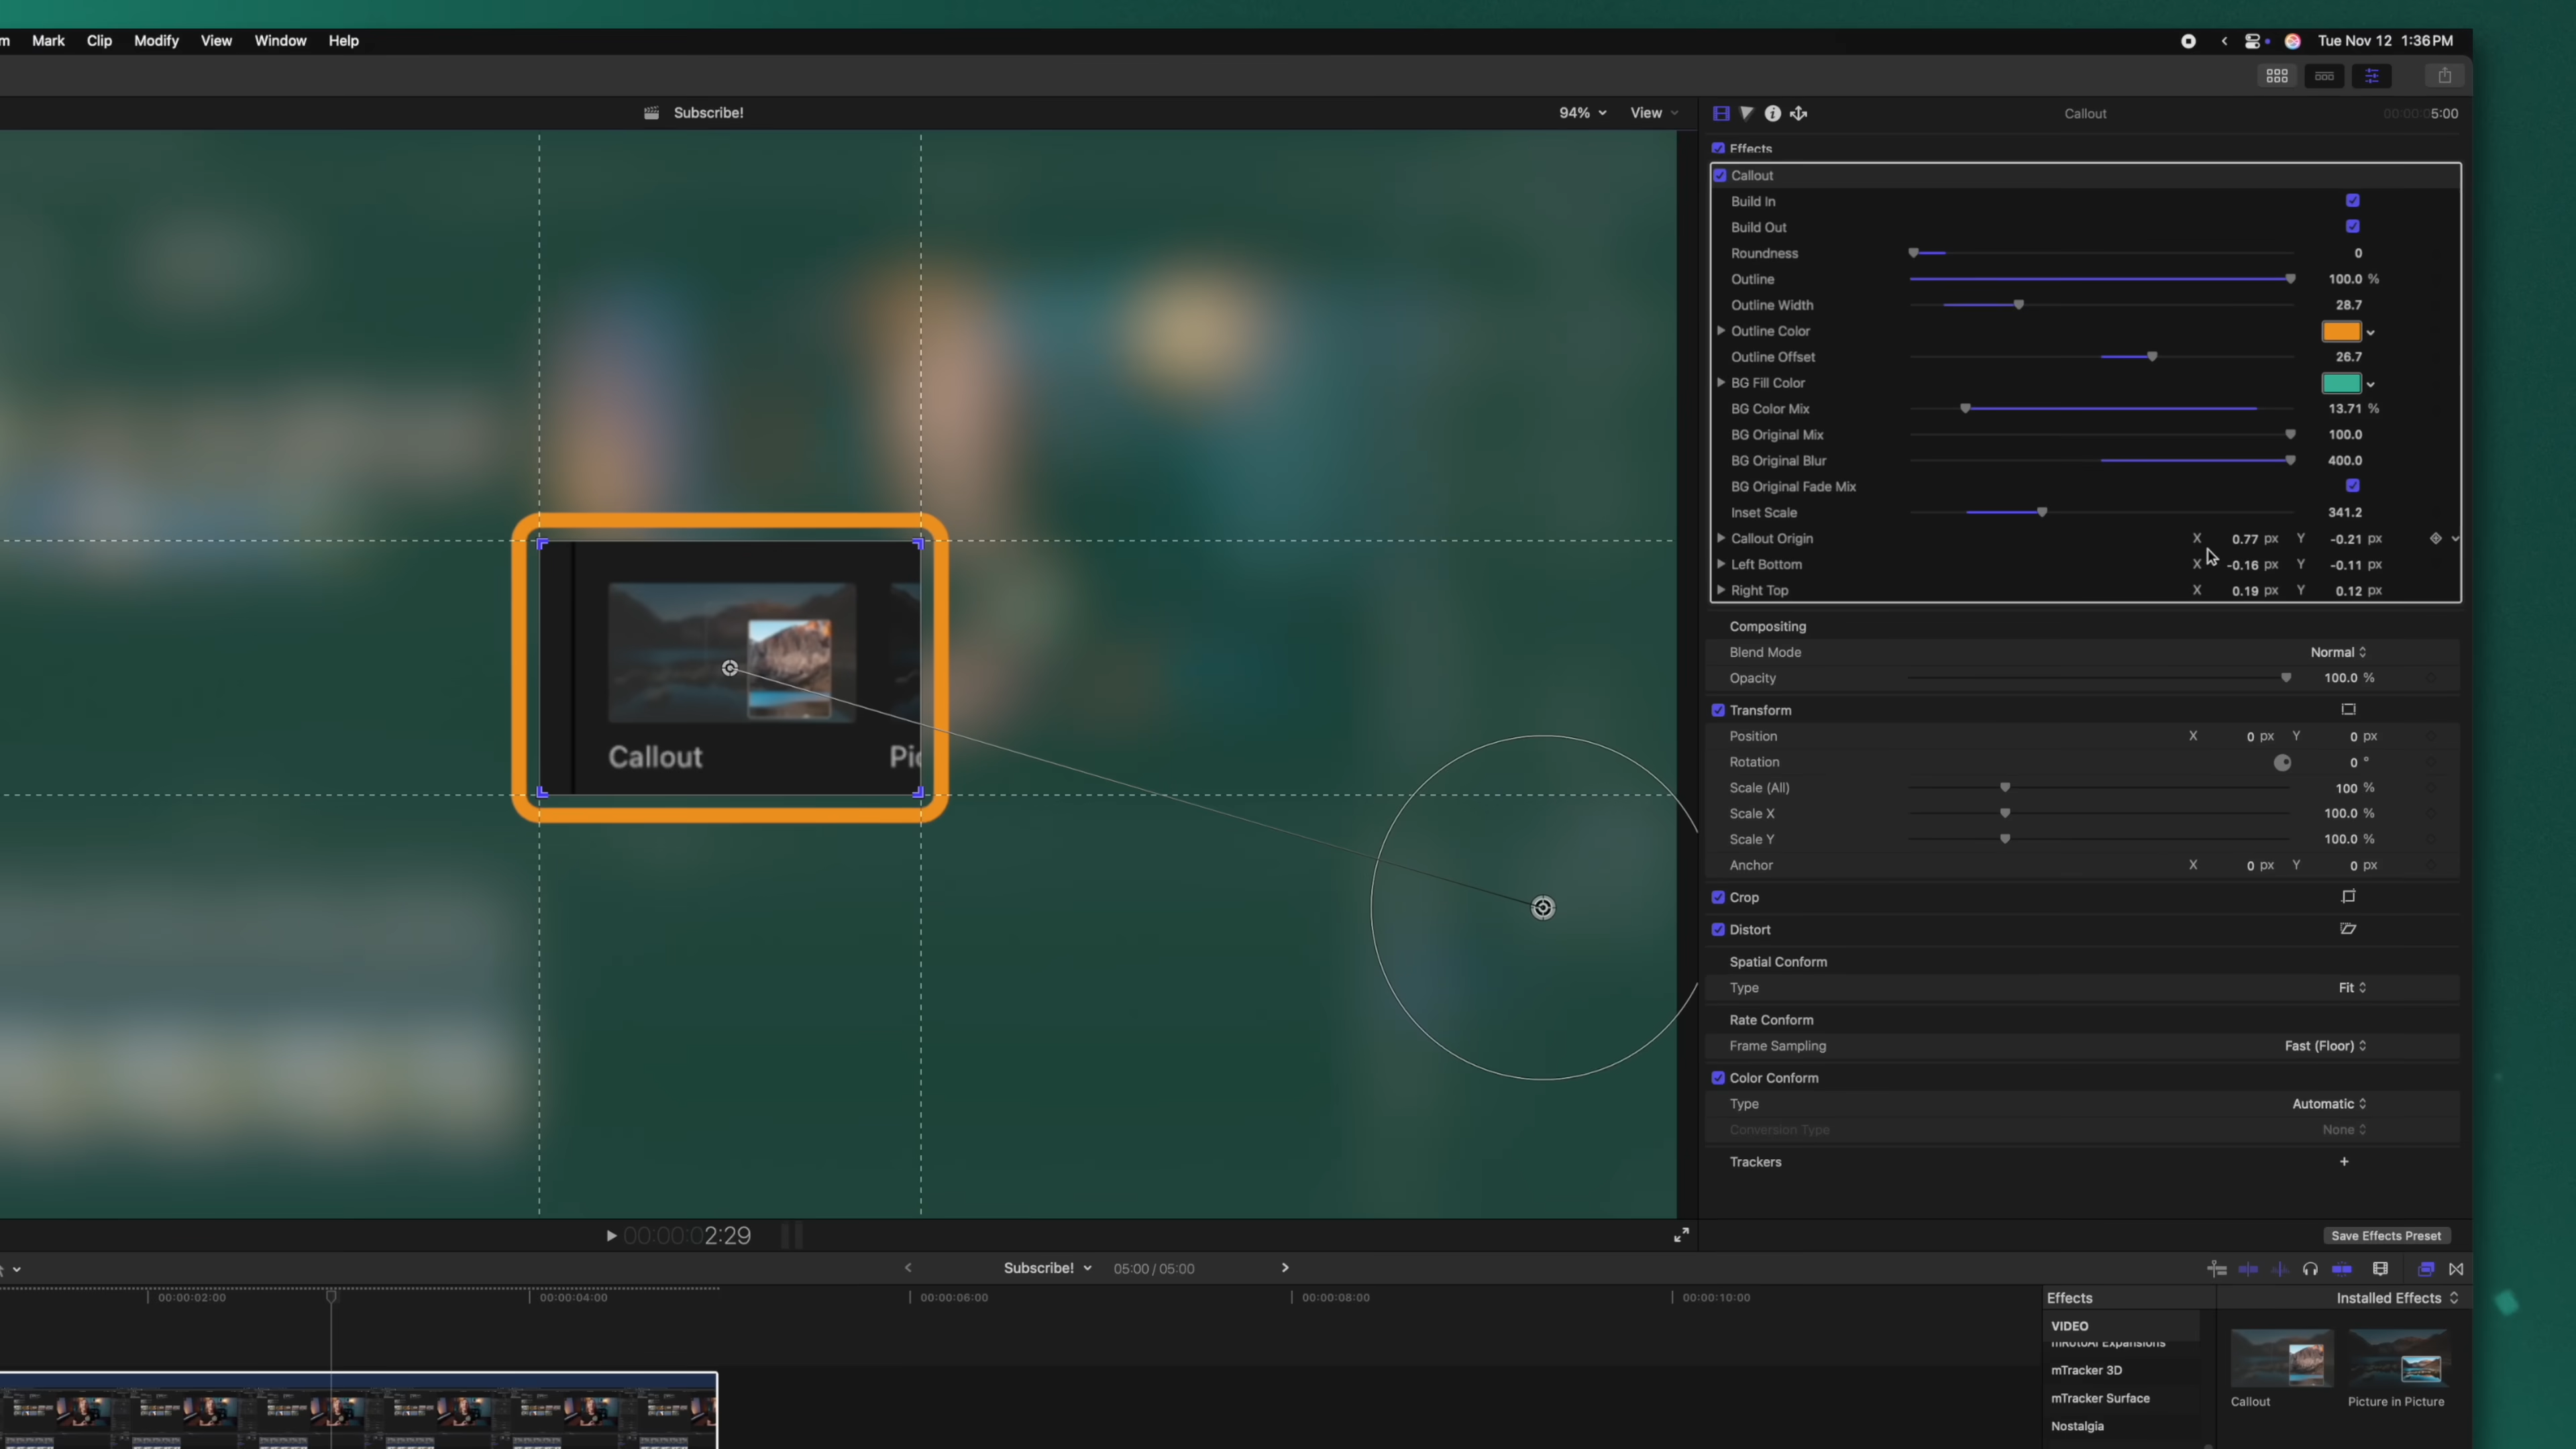 Mark Clip Modify View Window Help
Tue Nov 12 1:36 PM
Subscribe!
94% View
Callout
00:00:05:00
Effects
Callout
Build In
Build Out
Roundness 0
Outline 100.0 %
Outline Width 28.7
Outline Color
Outline Offset 26.7
BG Fill Color
BG Color Mix 13.71 %
BG Original Mix 100.0
BG Original Blur 400.0
BG Original Fade Mix
Inset Scale 341.2
Callout Origin X 0.77 px Y -0.21 px
Left Bottom X -0.16 px Y -0.11 px
Right Top X 0.19 px Y 0.12 px
Compositing
Blend Mode Normal
Opacity 100.0 %
Transform
Position X 0 px Y 0 px
Rotation 0 °
Scale (All) 100 %
Scale X 100.0 %
Scale Y 100.0 %
Anchor X 0 px Y 0 px
Crop
Distort
Spatial Conform
Type Fit
Rate Conform
Frame Sampling Fast (Floor)
Color Conform
Type Automatic
Conversion Type None
Trackers +
Save Effects Preset
Callout
00:00:02:29
Subscribe! 05:00 / 05:00
00:00:02:00
00:00:04:00
00:00:06:00
00:00:08:00
00:00:10:00
Effects
Installed Effects
VIDEO
mRotoAI Expansions
mTracker 3D
mTracker Surface
Nostalgia
Callout
Picture in Picture